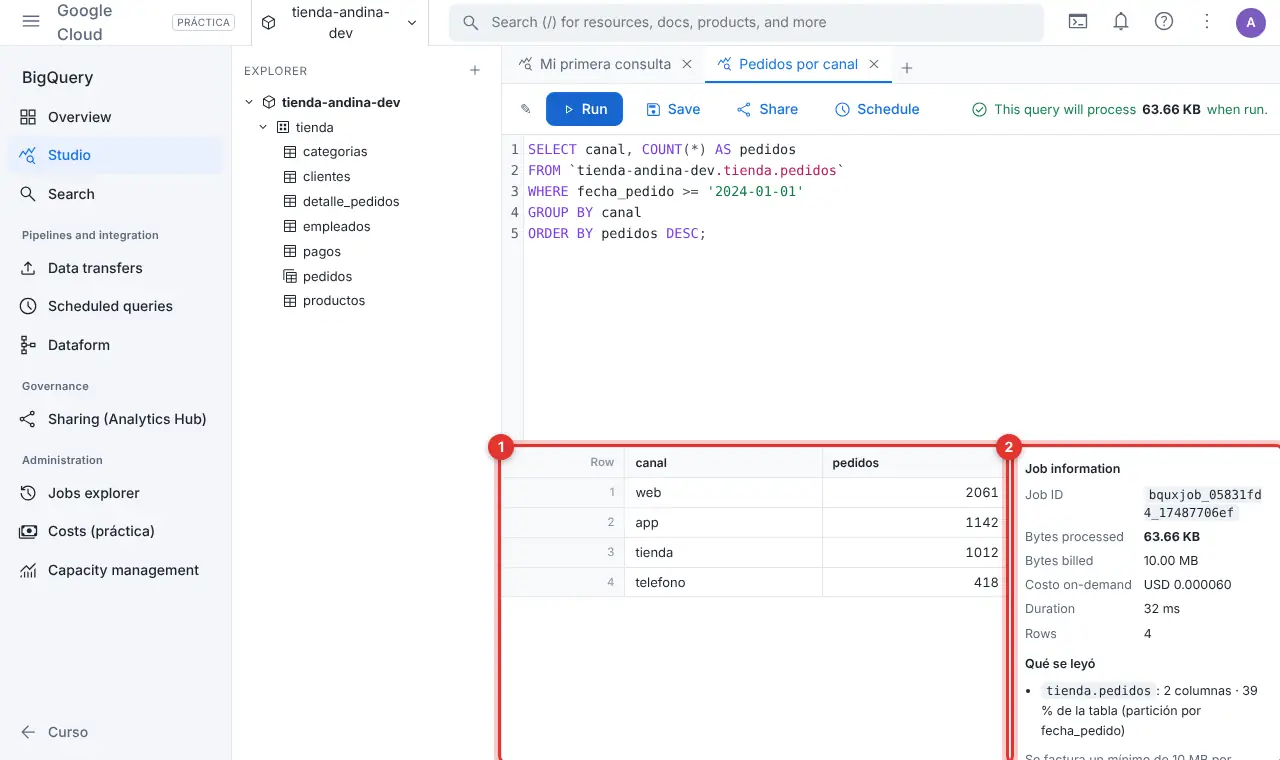 Google Cloud
PRÁCTICA
tienda-andina-dev
Search (/) for resources, docs, products, and more
A
BigQuery
Overview
Studio
Search
Pipelines and integration
Data transfers
Scheduled queries
Dataform
Governance
Sharing (Analytics Hub)
Administration
Jobs explorer
Costs (práctica)
Capacity management
Curso
EXPLORER
tienda-andina-dev
tienda
categorias
clientes
detalle_pedidos
empleados
pagos
pedidos
productos
Mi primera consulta
Pedidos por canal
Run
Save
Share
Schedule
This query will process 63.66 KB when run.
1 SELECT canal, COUNT(*) AS pedidos
2 FROM `tienda-andina-dev.tienda.pedidos`
3 WHERE fecha_pedido >= '2024-01-01'
4 GROUP BY canal
5 ORDER BY pedidos DESC;
1
Row canal pedidos
1 web 2061
2 app 1142
3 tienda 1012
4 telefono 418
2
Job information
Job ID bquxjob_05831fd
4_17487706ef
Bytes processed 63.66 KB
Bytes billed 10.00 MB
Costo on-demand USD 0.000060
Duration 32 ms
Rows 4
Qué se leyó
• tienda.pedidos : 2 columnas · 39
% de la tabla (partición por
fecha_pedido)
Se factura un mínimo de 10 MB por